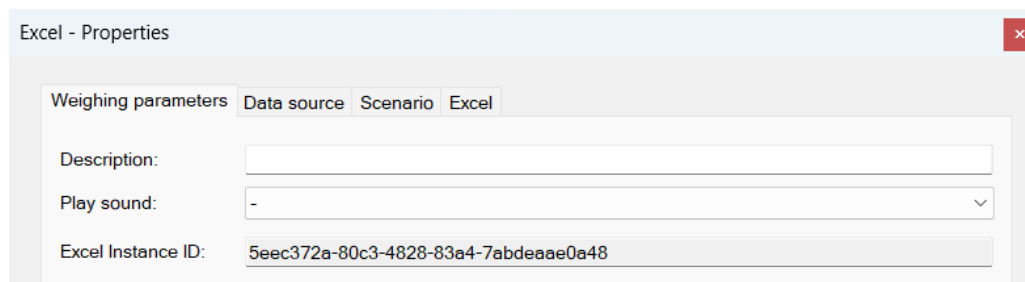 Excel - Properties
Weighing parameters Data source Scenario Excel
Description:
Play sound: -
Excel Instance ID: 5eec372a-80c3-4828-83a4-7abdeaae0a48